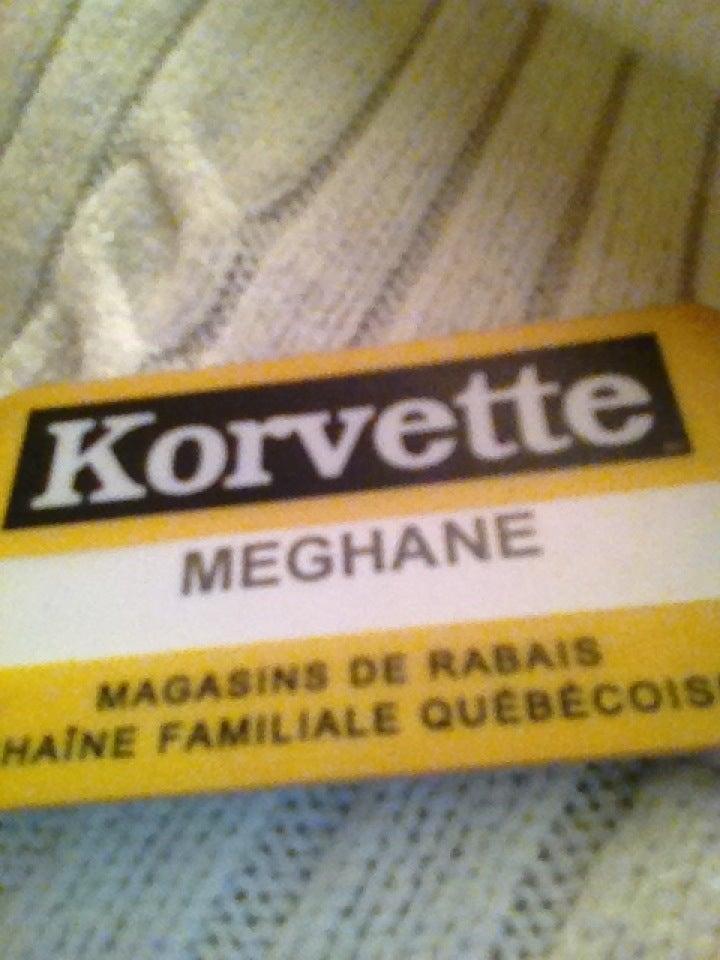 Korvette
MEGHANE
MAGASINS DE RABAIS
HAÎNE FAMILIALE QUÉBÉCOIS